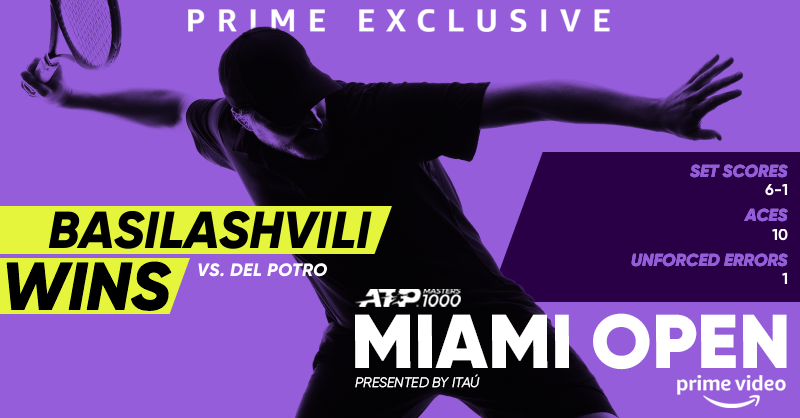 PRIME EXCLUSIVE
BASILASHVILI
WINS
VS. DEL POTRO
SET SCORES
6-1
ACES
10
UNFORCED ERRORS
1
ATP MASTERS 1000
MIAMI OPEN
PRESENTED BY ITAÚ
prime video